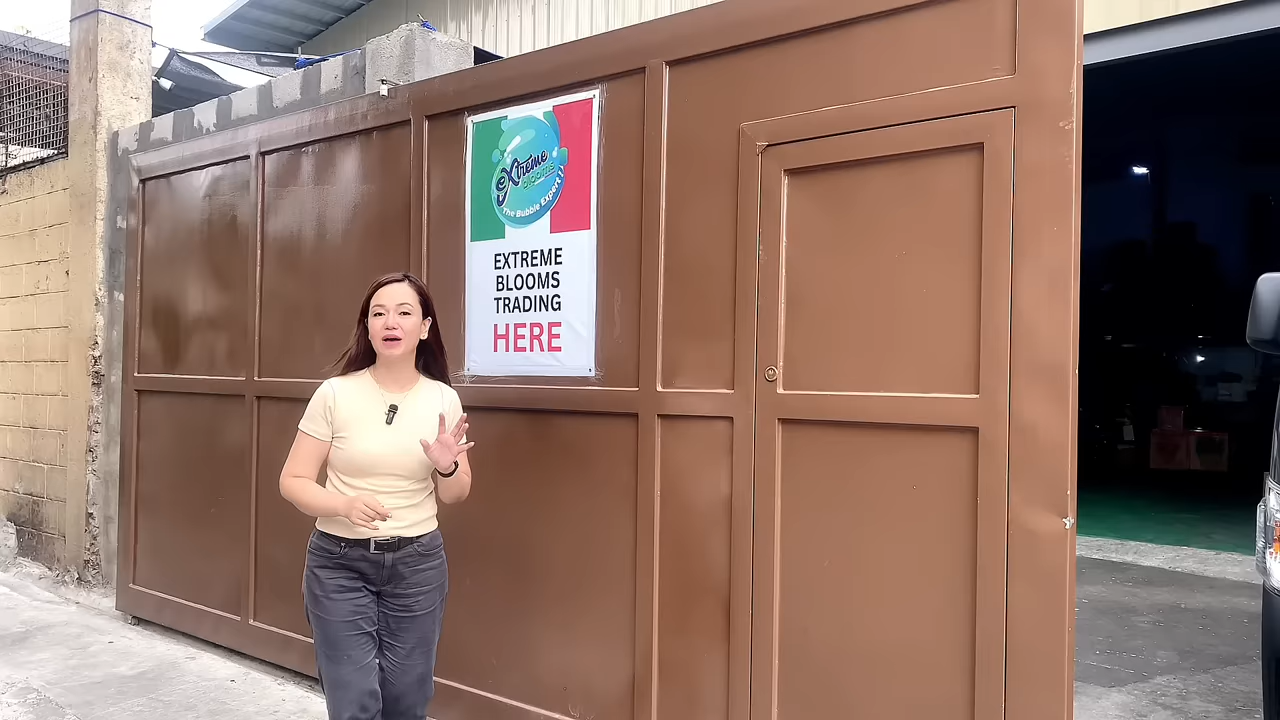 eXtreme
blooms
The Bubble Expert!!
EXTREME
BLOOMS
TRADING
HERE